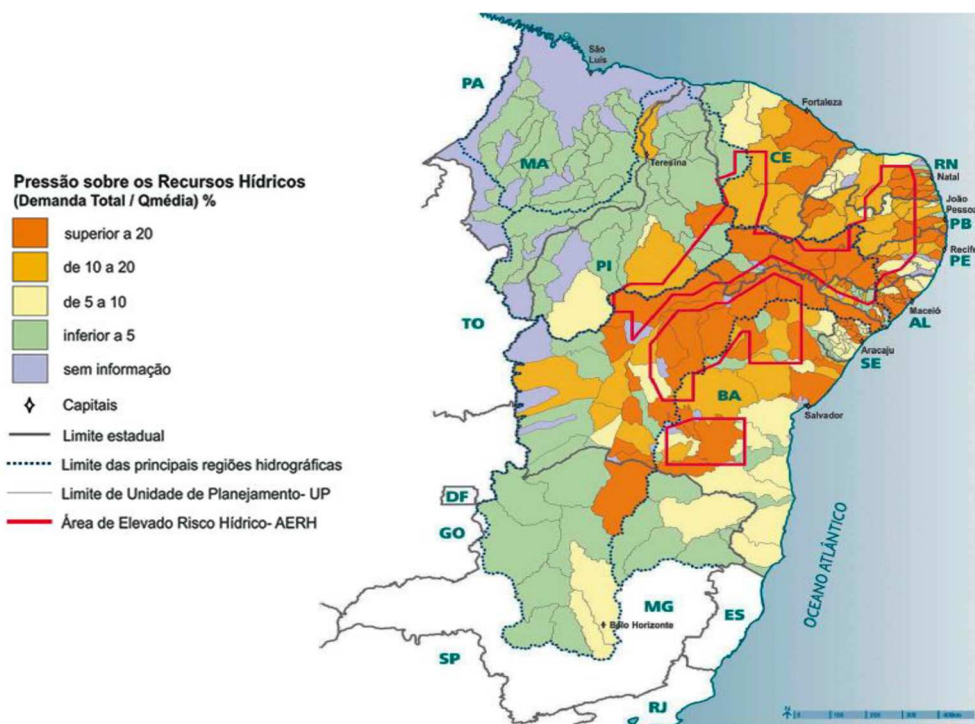 Pressão sobre os Recursos Hídricos
(Demanda Total / Qmédia) %
superior a 20
de 10 a 20
de 5 a 10
inferior a 5
sem informação
Capitais
Limite estadual
Limite das principais regiões hidrográficas
Limite de Unidade de Planejamento- UP
Área de Elevado Risco Hídrico- AERH
São
Luís
PA
Fortaleza
MA
Teresina
CE
RN
Natal
João
Pessoa
PB
Recife
PE
PI
TO
Maceió
AL
Aracaju
SE
BA
Salvador
DF
GO
OCEANO ATLÂNTICO
MG
ES
Belo Horizonte
SP
RJ
N